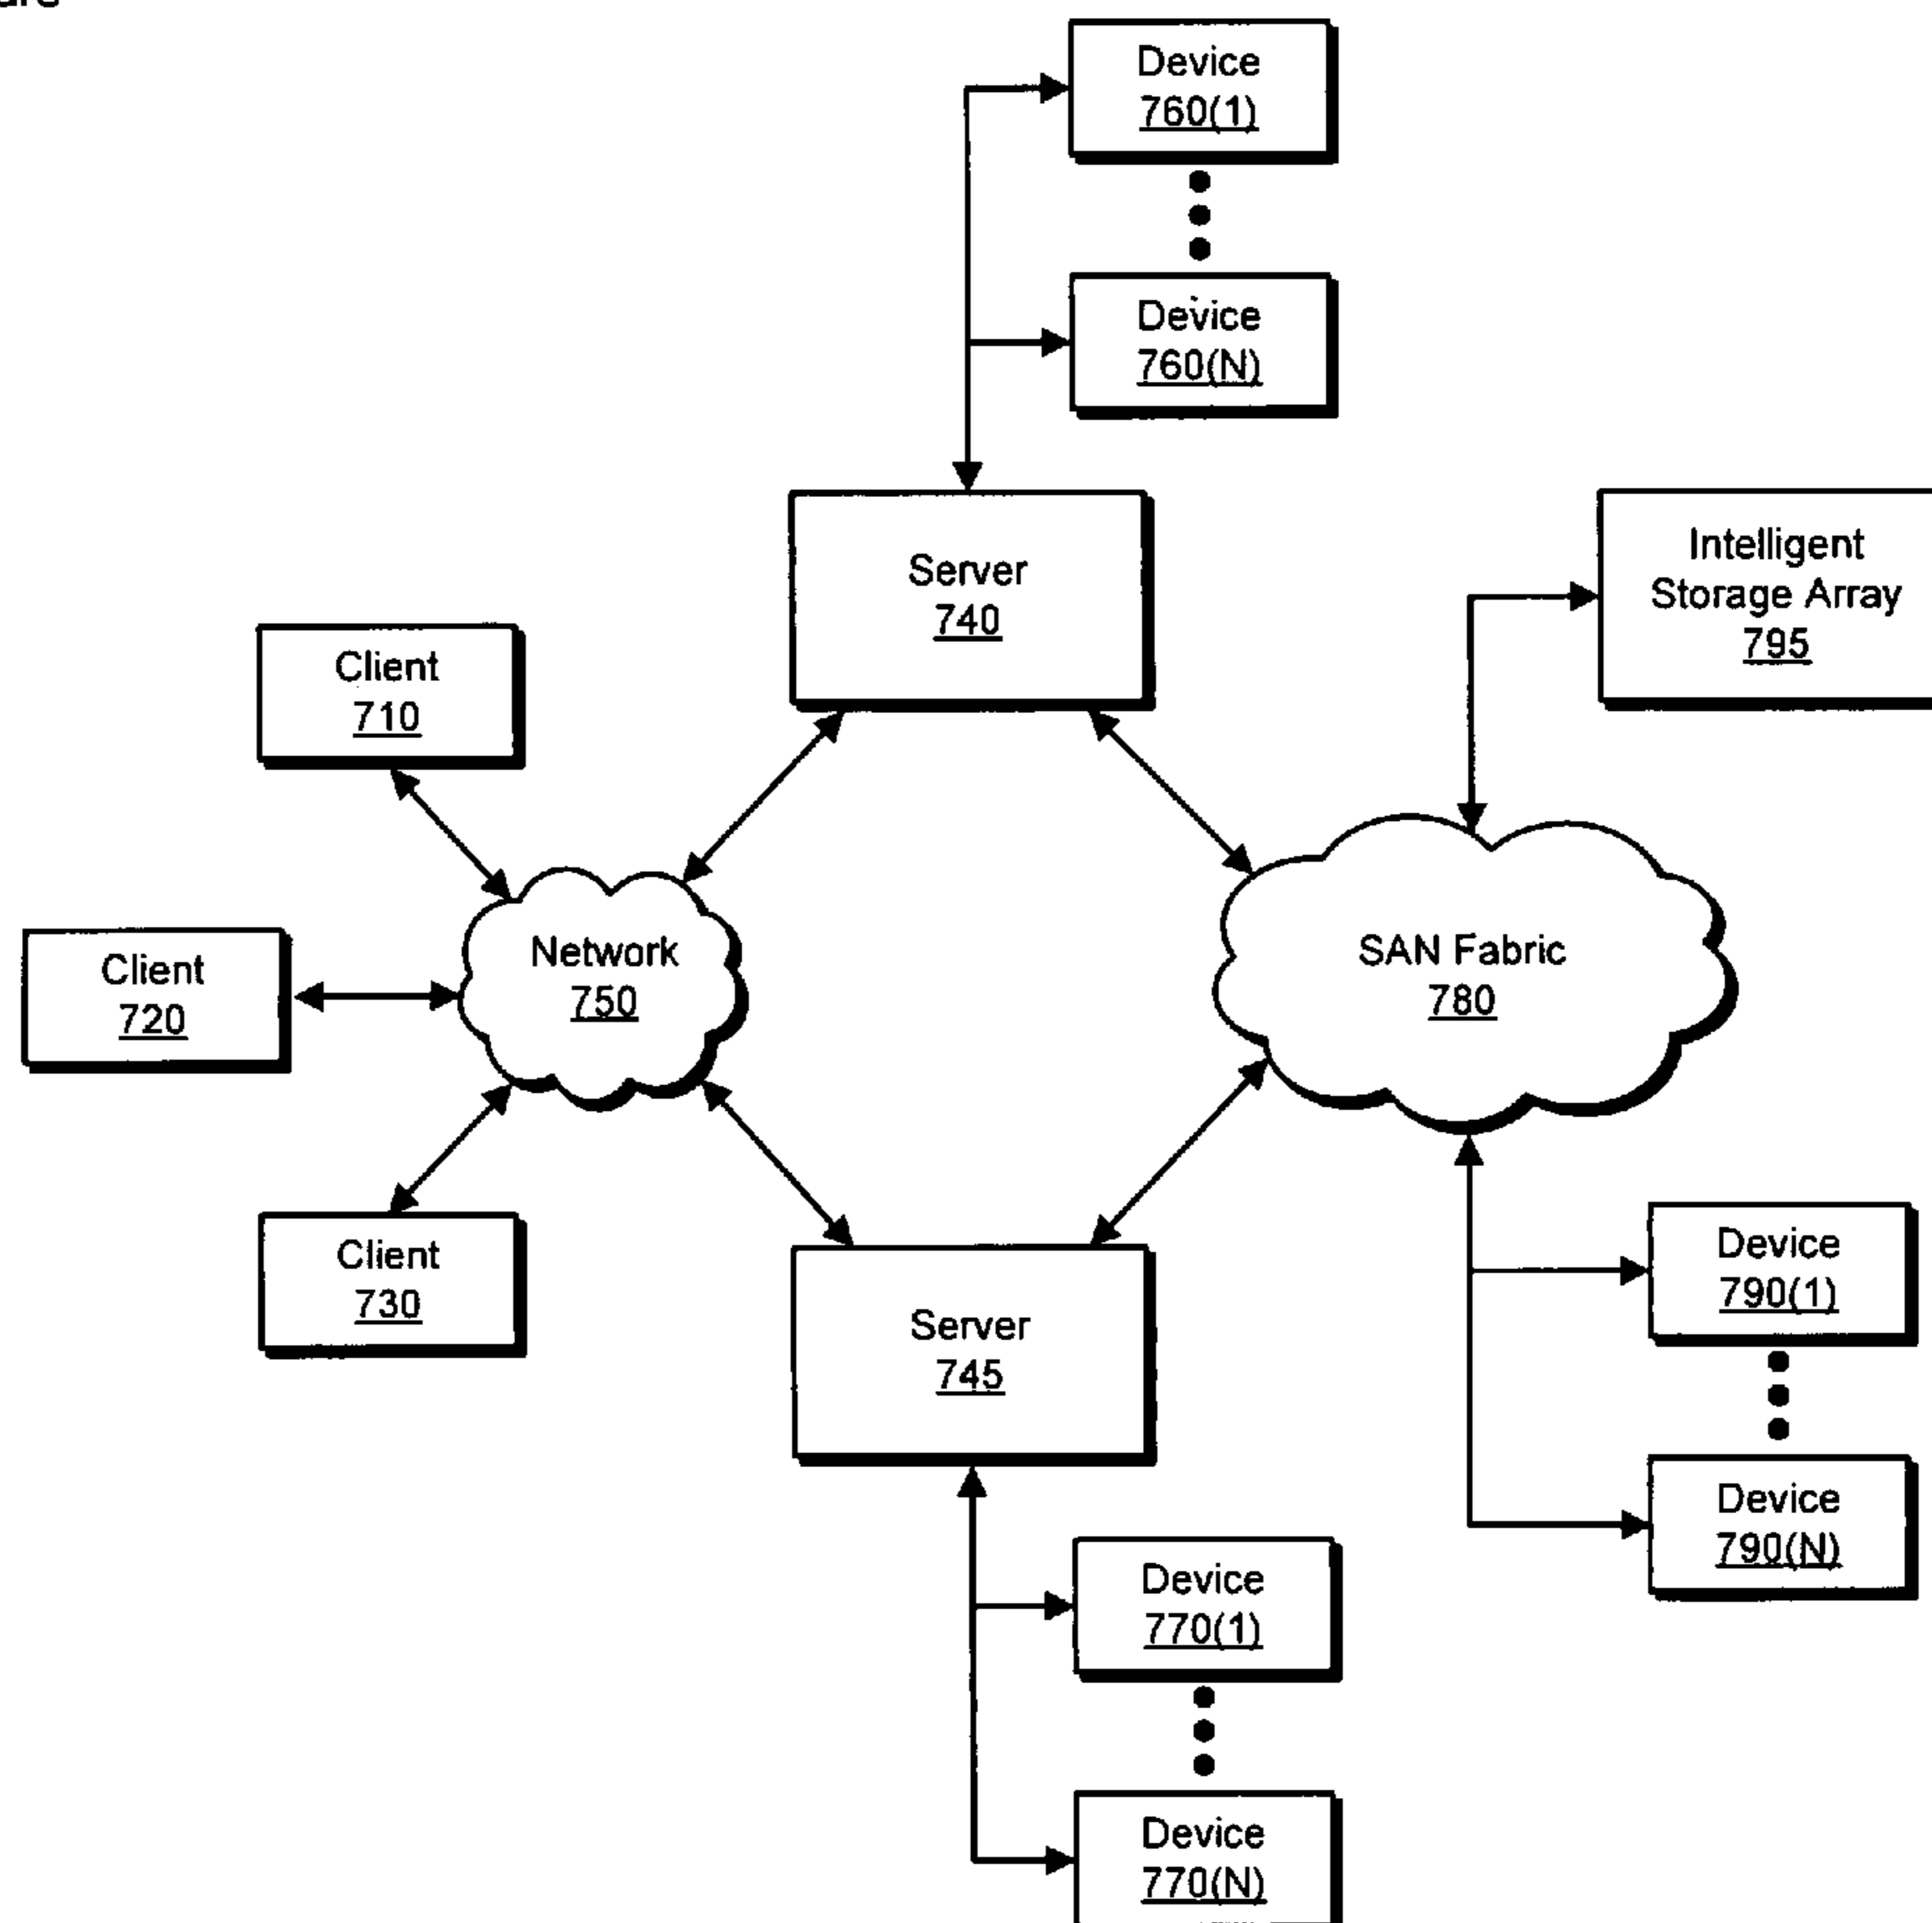 Device
760(1)
Device
760(N)
Server
740
Intelligent
Storage Array
795
Client
710
Network
750
SAN Fabric
780
Client
720
Client
730
Server
745
Device
790(1)
Device
790(N)
Device
770(1)
Device
770(N)